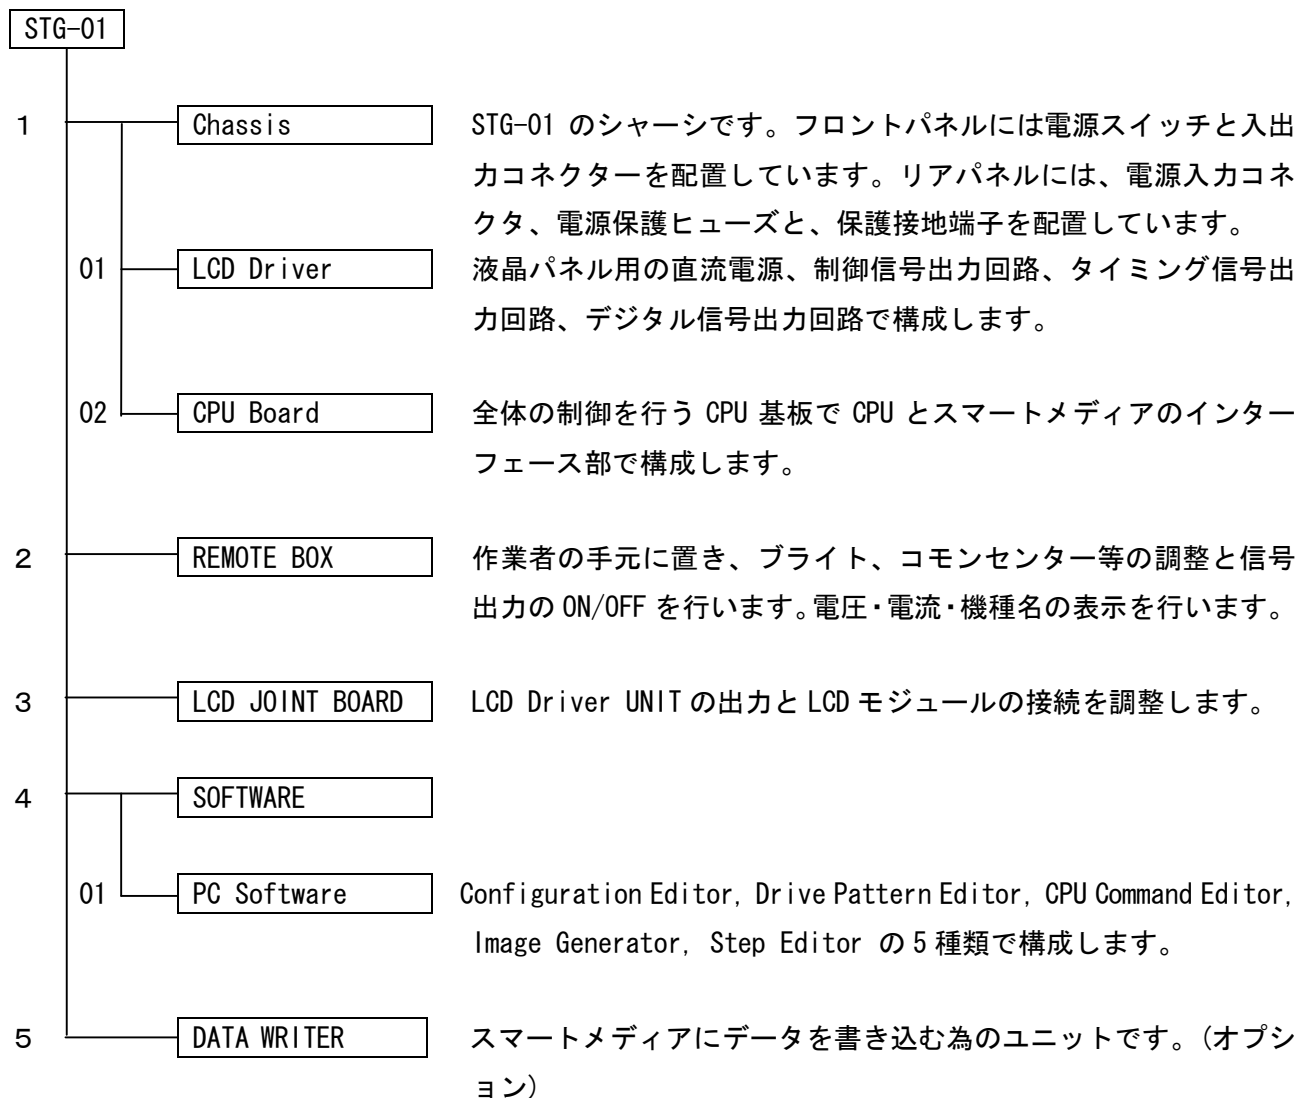 STG-01
1 Chassis STG-01 のシャーシです。フロントパネルには電源スイッチと入出
力コネクターを配置しています。リアパネルには、電源入力コネ
クタ、電源保護ヒューズと、保護接地端子を配置しています。
01 LCD Driver 液晶パネル用の直流電源、制御信号出力回路、タイミング信号出
力回路、デジタル信号出力回路で構成します。
02 CPU Board 全体の制御を行う CPU 基板で CPU とスマートメディアのインター
フェース部で構成します。
2 REMOTE BOX 作業者の手元に置き、ブライト、コモンセンター等の調整と信号
出力の ON/OFF を行います。電圧・電流・機種名の表示を行います。
3 LCD JOINT BOARD LCD Driver UNIT の出力と LCD モジュールの接続を調整します。
4 SOFTWARE
01 PC Software Configuration Editor, Drive Pattern Editor, CPU Command Editor,
Image Generator, Step Editor の 5 種類で構成します。
5 DATA WRITER スマートメディアにデータを書き込む為のユニットです。(オプシ
ョン)